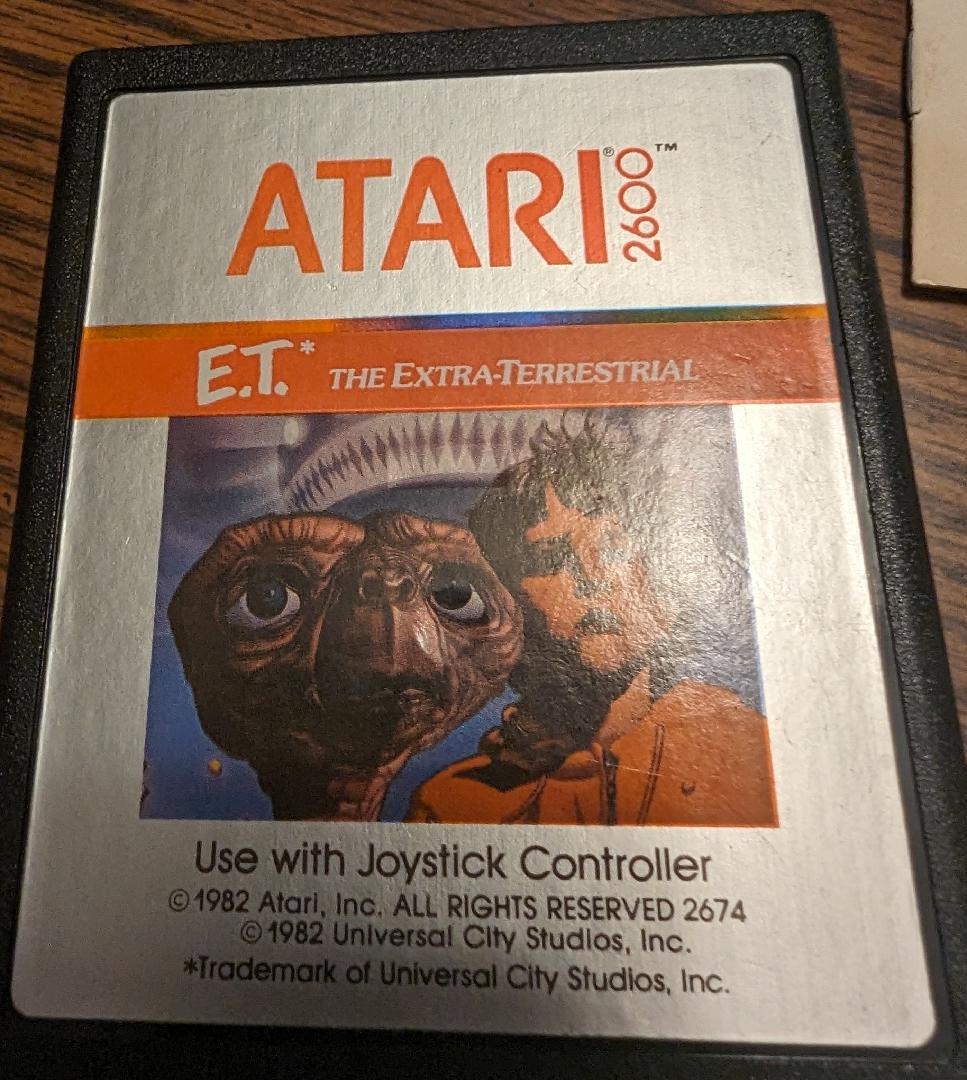 ATARI® 2600™
E.T.* THE EXTRA-TERRESTRIAL
Use with Joystick Controller
©1982 Atari, Inc. ALL RIGHTS RESERVED 2674
©1982 Universal City Studios, Inc.
*Trademark of Universal City Studios, Inc.